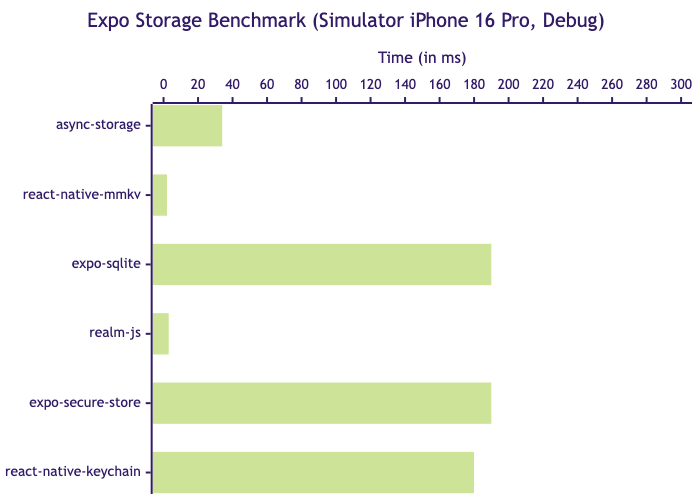 Expo Storage Benchmark (Simulator iPhone 16 Pro, Debug)
Time (in ms)
0 20 40 60 80 100 120 140 160 180 200 220 240 260 280 300
async-storage
react-native-mmkv
expo-sqlite
realm-js
expo-secure-store
react-native-keychain